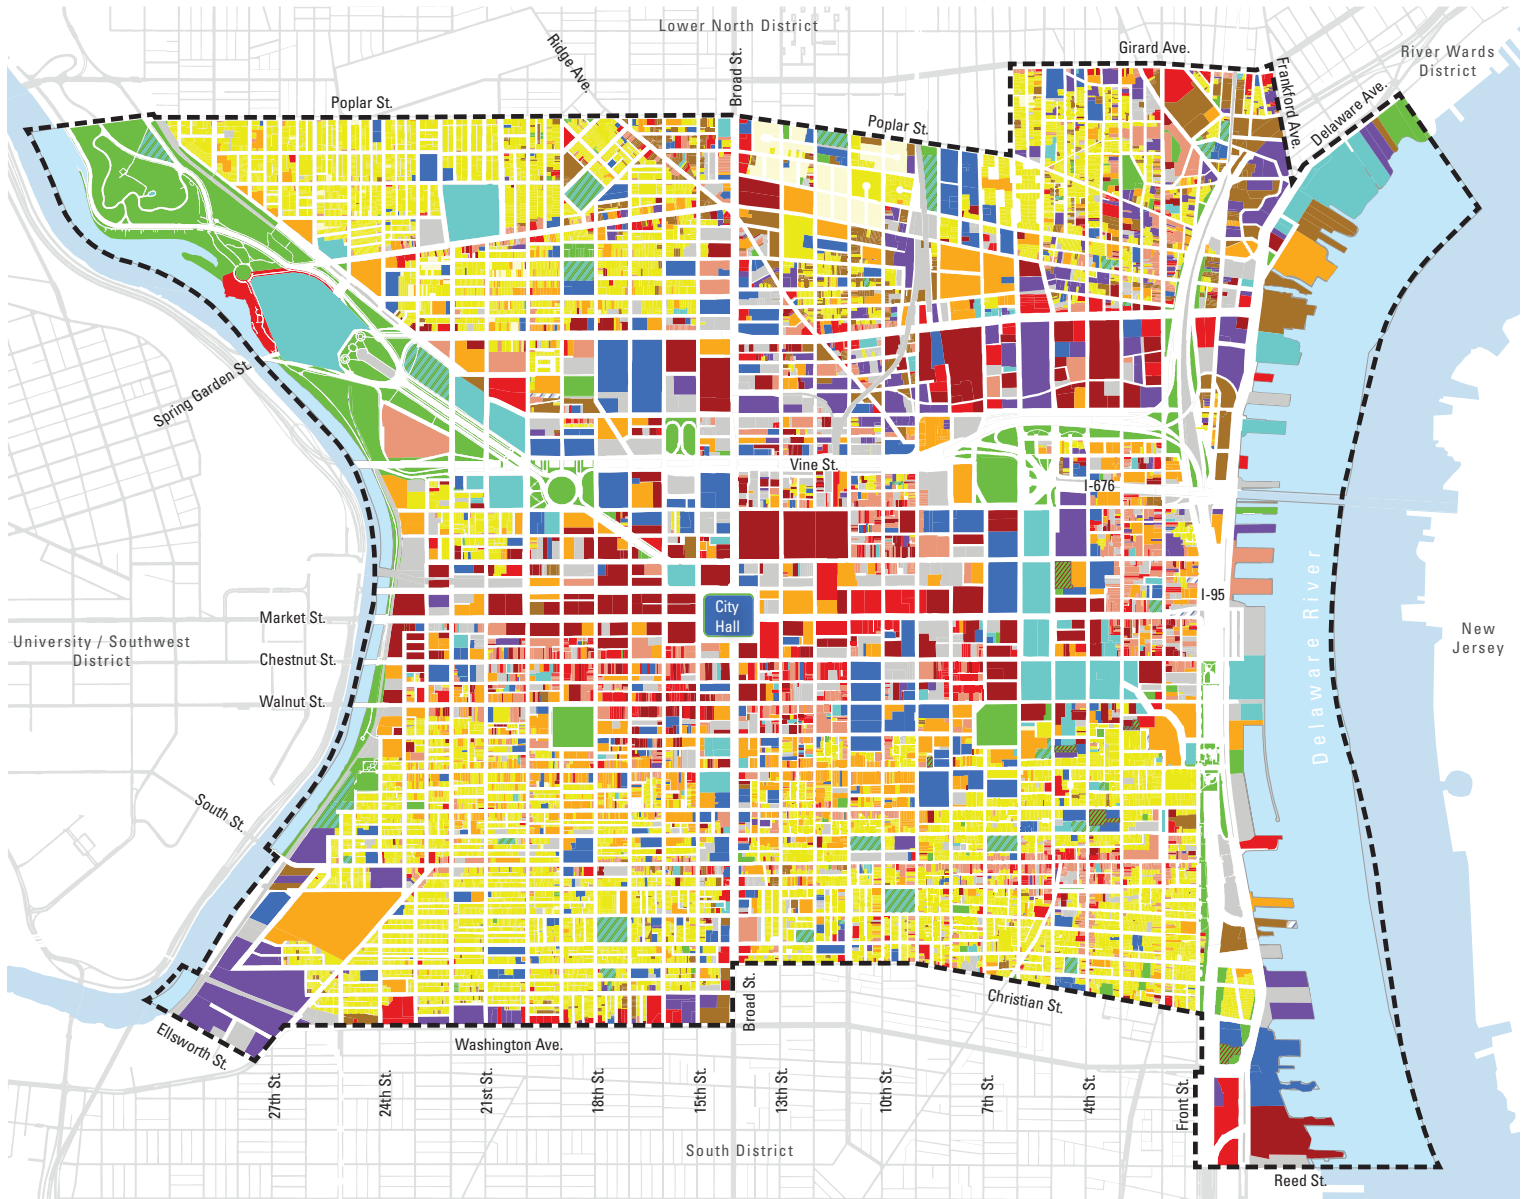 Lower North District
Girard Ave.
River Wards
District
Ridge Ave.
Broad St.
Frankford Ave.
Delaware Ave.
Poplar St.
Poplar St.
Spring Garden St.
Vine St.
I-676
I-95
City
Hall
Market St.
University / Southwest
District
Chestnut St.
Walnut St.
Delaware River
New
Jersey
South St.
Broad St.
Christian St.
Ellsworth St.
Washington Ave.
27th St.
24th St.
21st St.
18th St.
15th St.
13th St.
10th St.
7th St.
4th St.
Front St.
South District
Reed St.